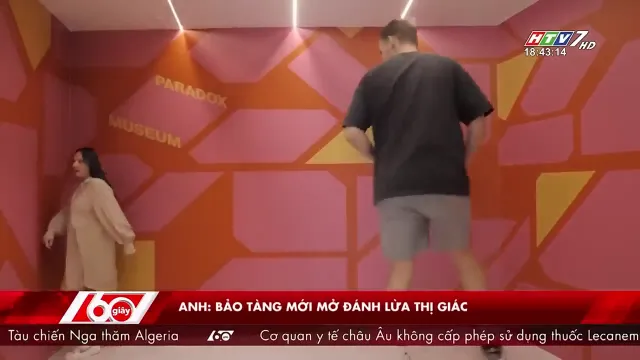 HTV7 HD
18:43:14
PARADOX
MUSEUM
60 giây
ANH: BẢO TÀNG MỚI MỞ ĐÁNH LỪA THỊ GIÁC
Tàu chiến Nga thăm Algeria 60 Cơ quan y tế châu Âu không cấp phép sử dụng thuốc Lecanem